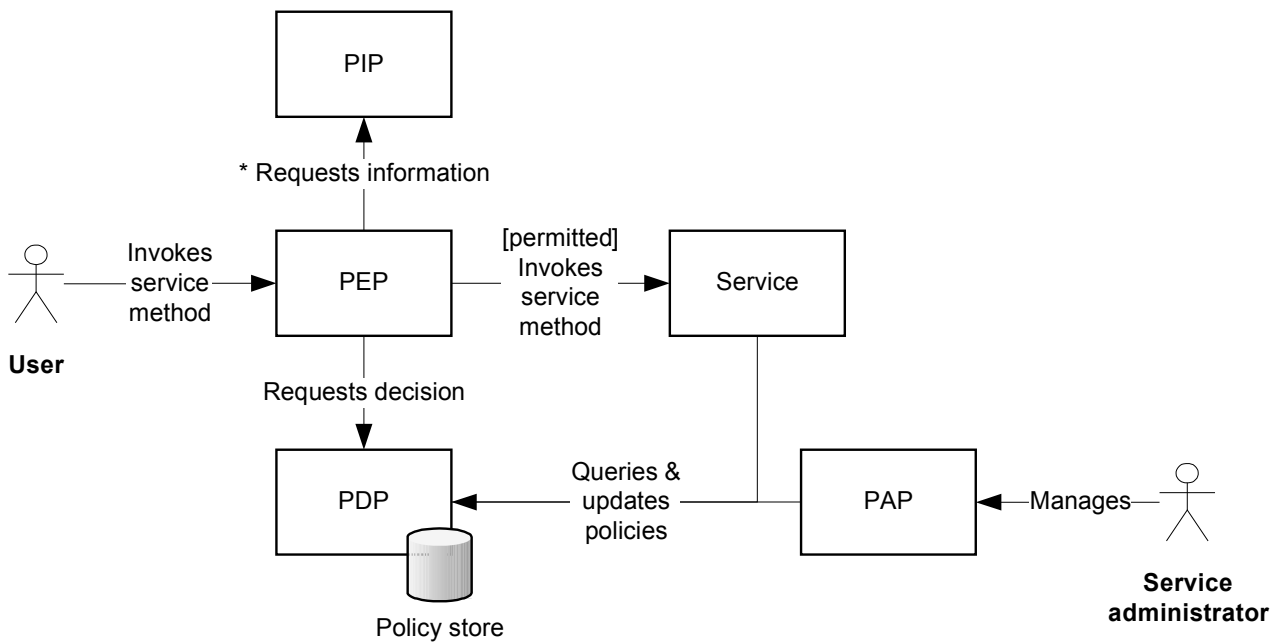 PIP
* Requests information
Invokes
service
method
PEP
[permitted]
Invokes
service
method
Service
User
Requests decision
PDP
Queries &
updates
policies
PAP
Manages
Policy store
Service
administrator